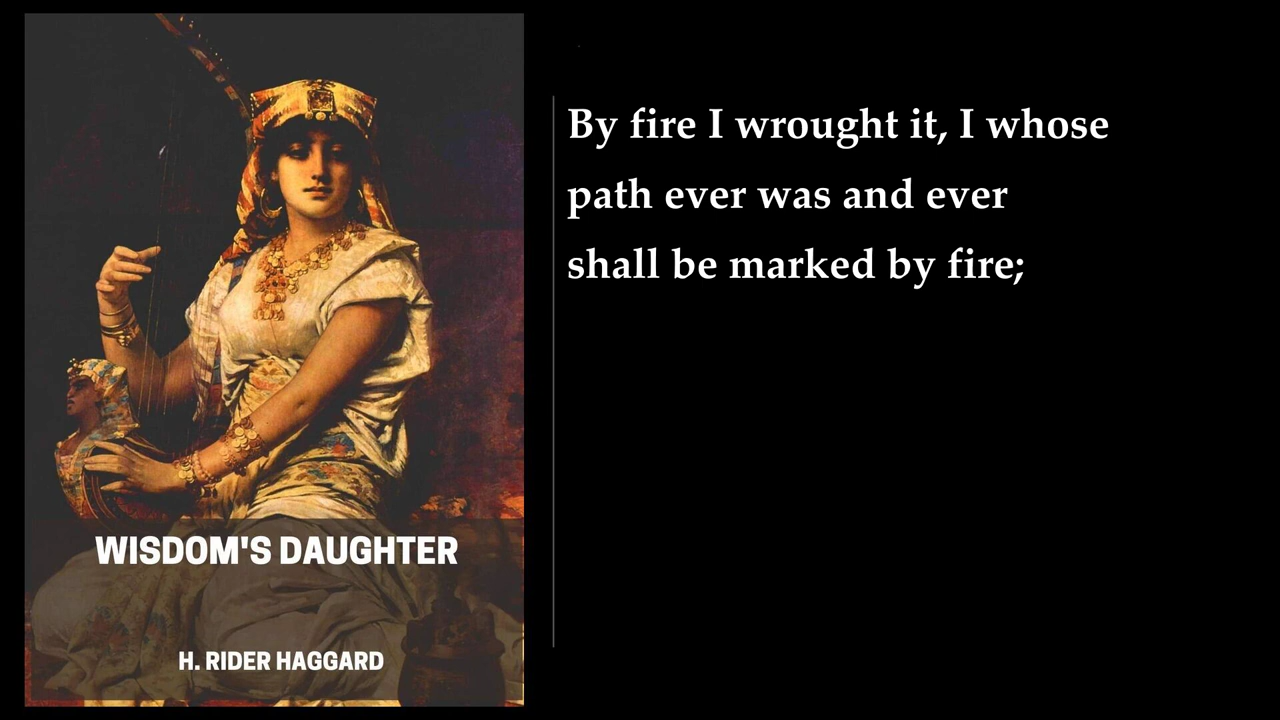 WISDOM'S DAUGHTER
H. RIDER HAGGARD
By fire I wrought it, I whose
path ever was and ever
shall be marked by fire;